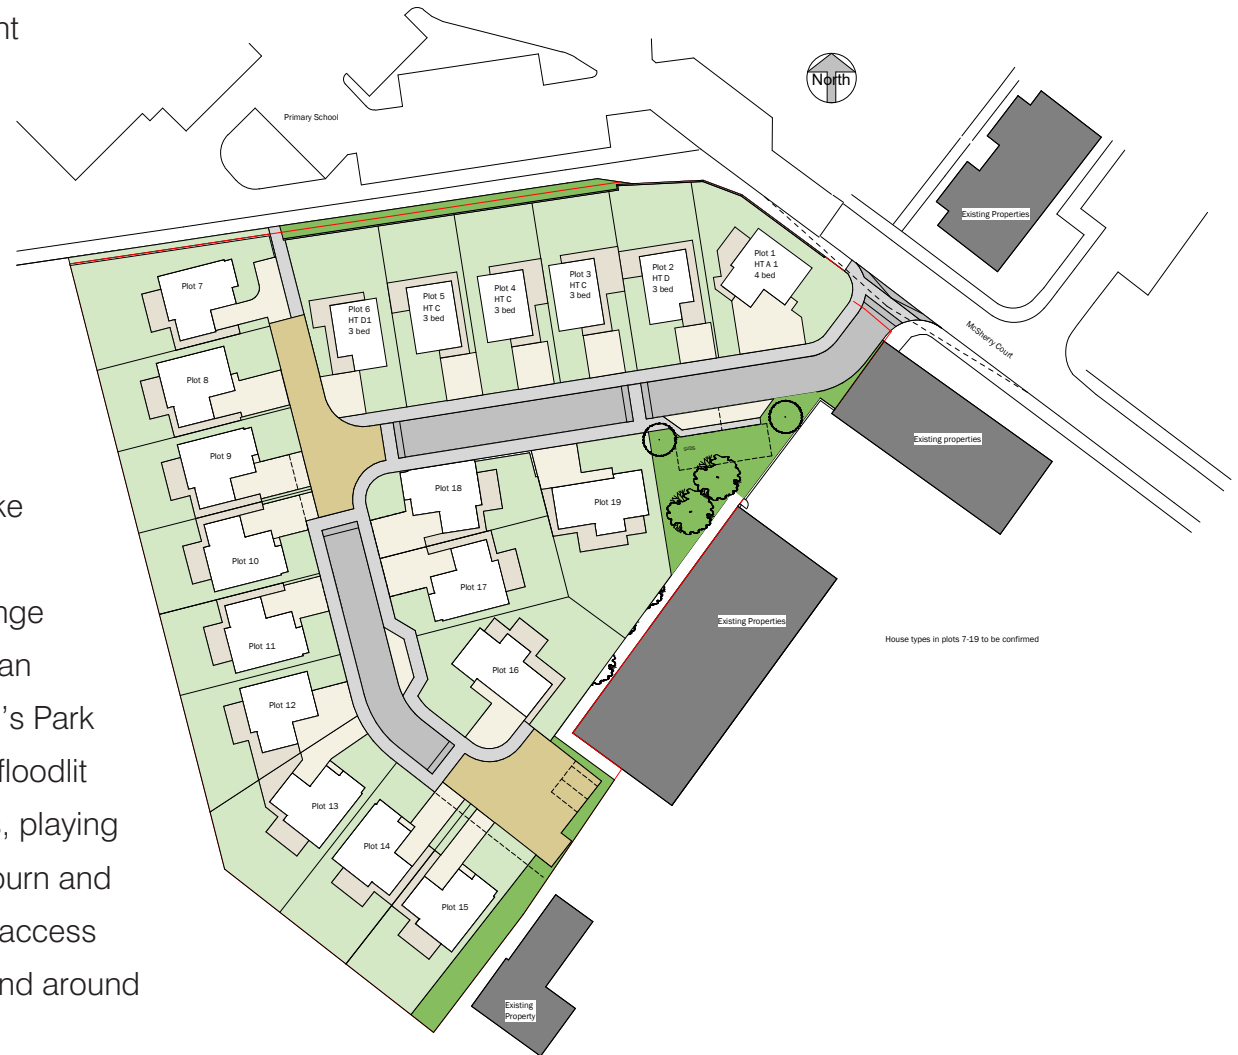 nt
ke
nge
an
's Park
floodlit
, playing
burn and
access
nd around
Primary School
North
Existing Properties
McSherry Court
Existing properties
Existing Properties
House types in plots 7-19 to be confirmed
Existing
Property
Plot 1
HT A 1
4 bed
Plot 2
HT D
3 bed
Plot 3
HT C
3 bed
Plot 4
HT C
3 bed
Plot 5
HT C
3 bed
Plot 6
HT D1
3 bed
Plot 7
Plot 8
Plot 9
Plot 10
Plot 11
Plot 12
Plot 13
Plot 14
Plot 15
Plot 16
Plot 17
Plot 18
Plot 19